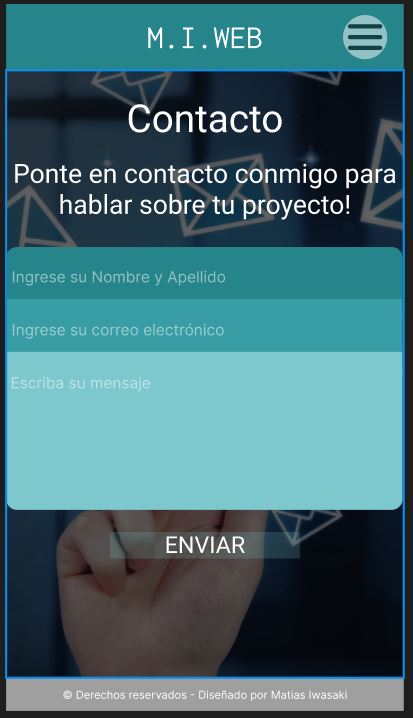 M.I.WEB
Contacto
Ponte en contacto conmigo para
hablar sobre tu proyecto!
Ingrese su Nombre y Apellido
Ingrese su correo electrónico
Escriba su mensaje
ENVIAR
© Derechos reservados - Diseñado por Matias Iwasaki